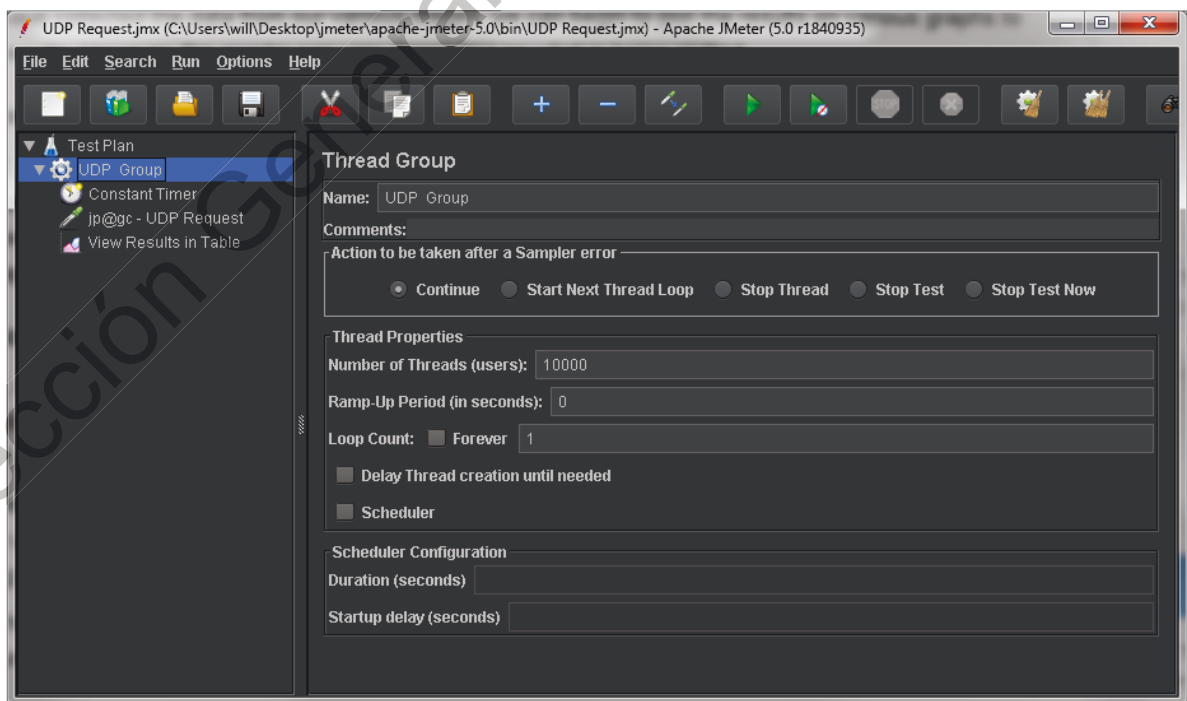 UDP Request.jmx (C:\Users\will\Desktop\jmeter\apache-jmeter-5.0\bin\UDP Request.jmx) - Apache JMeter (5.0 r1840935)
File Edit Search Run Options Help
STOP
Test Plan
UDP Group
Constant Timer
jp@gc - UDP Request
View Results in Table
Thread Group
Name: UDP Group
Comments:
Action to be taken after a Sampler error
Continue Start Next Thread Loop Stop Thread Stop Test Stop Test Now
Thread Properties
Number of Threads (users): 10000
Ramp-Up Period (in seconds): 0
Loop Count: Forever 1
Delay Thread creation until needed
Scheduler
Scheduler Configuration
Duration (seconds)
Startup delay (seconds)